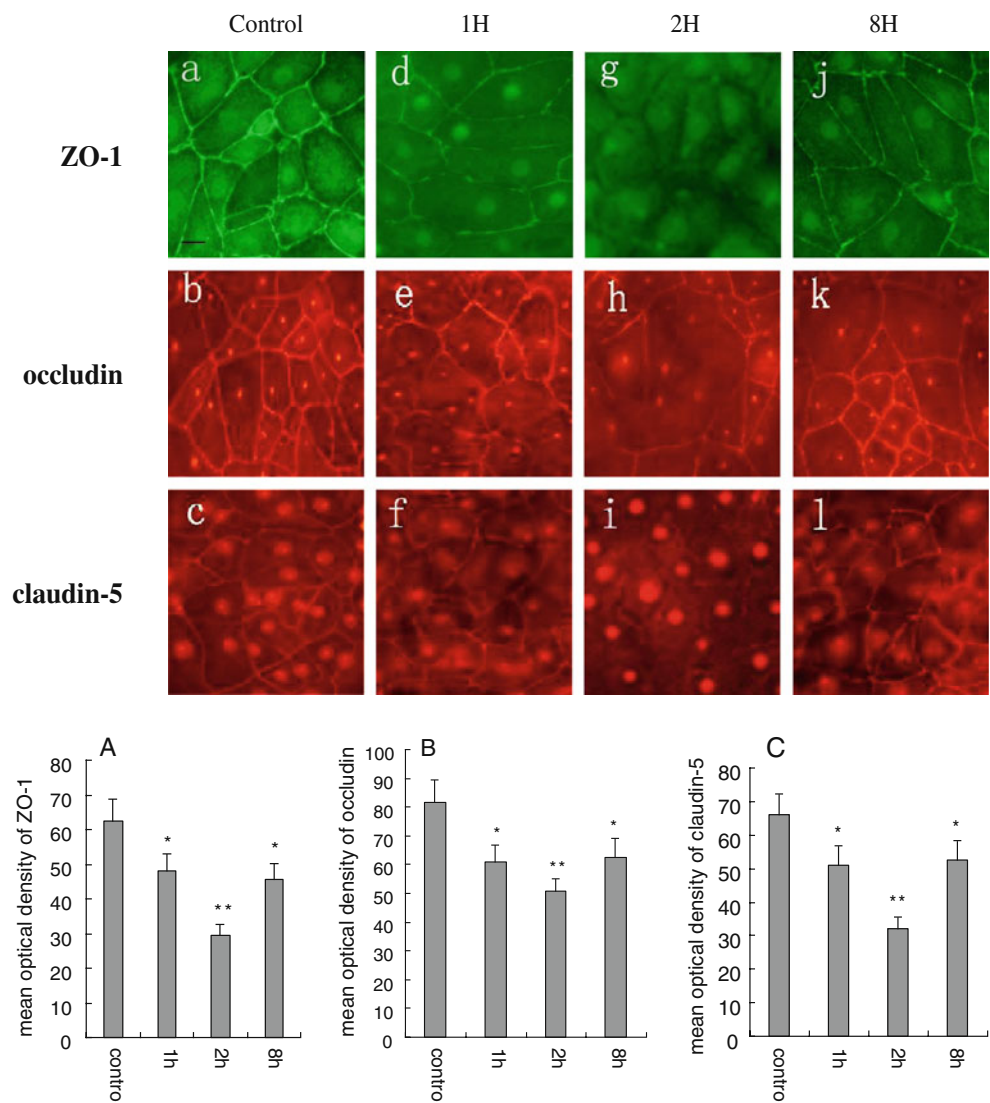 Control 1H 2H 8H
ZO-1
a d g j
occludin
b e h k
claudin-5
c f i l
A
mean optical density of ZO-1
80
70
60
50
40
30
20
10
0
* ** *
contro 1h 2h 8h
B
mean optical density of occludin
100
90
80
70
60
50
40
30
20
10
0
* ** *
contro 1h 2h 8h
C
mean optical density of claudin-5
80
70
60
50
40
30
20
10
0
* ** *
contro 1h 2h 8h